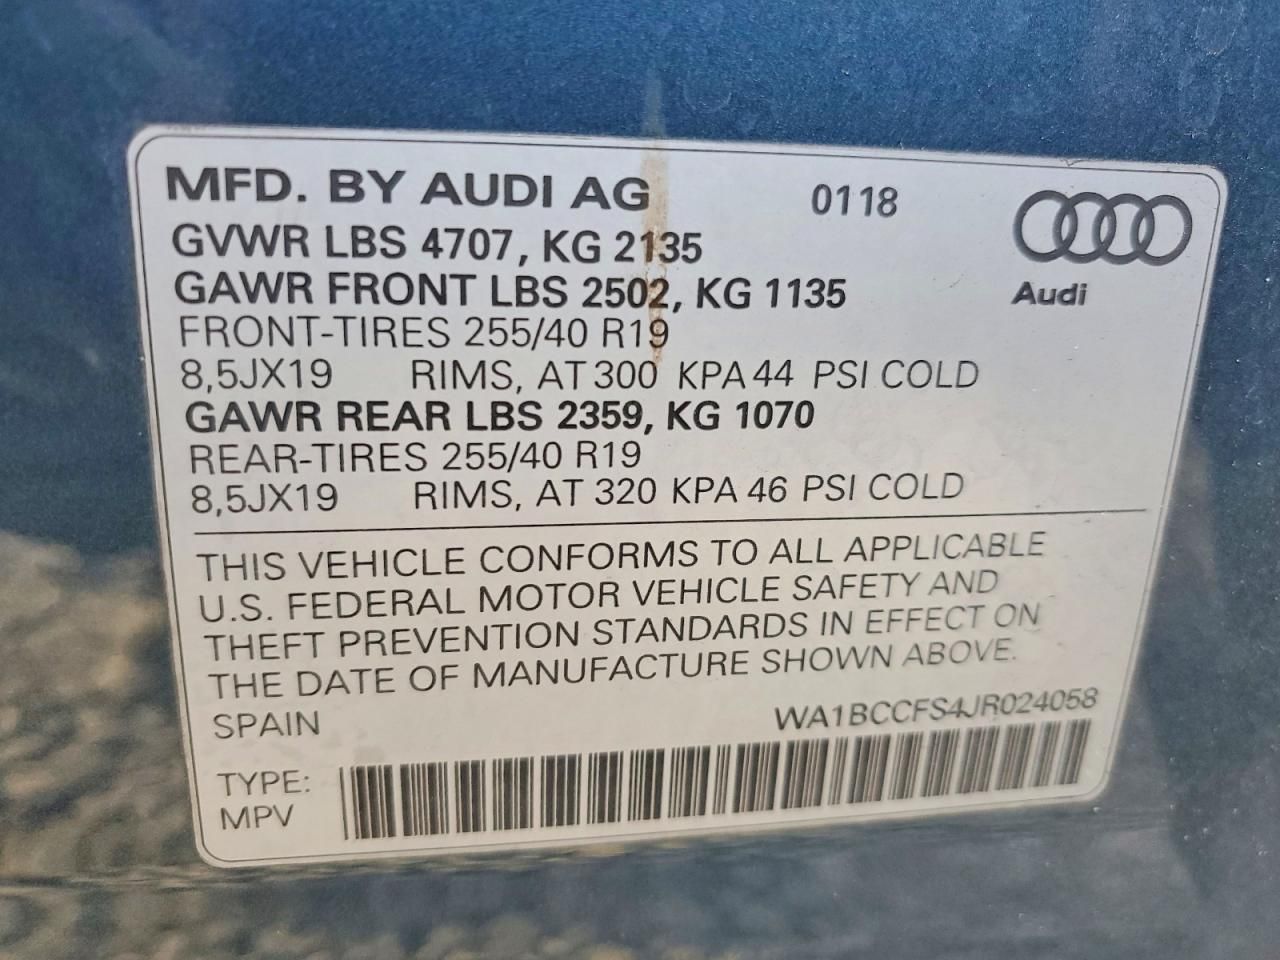 MFD. BY AUDI AG 0118
GVWR LBS 4707, KG 2135
GAWR FRONT LBS 2502, KG 1135
Audi
FRONT-TIRES 255/40 R19
8,5JX19 RIMS, AT 300 KPA 44 PSI COLD
GAWR REAR LBS 2359, KG 1070
REAR-TIRES 255/40 R19
8,5JX19 RIMS, AT 320 KPA 46 PSI COLD
THIS VEHICLE CONFORMS TO ALL APPLICABLE
U.S. FEDERAL MOTOR VEHICLE SAFETY AND
THEFT PREVENTION STANDARDS IN EFFECT ON
THE DATE OF MANUFACTURE SHOWN ABOVE.
SPAIN WA1BCCFS4JR024058
TYPE:
MPV